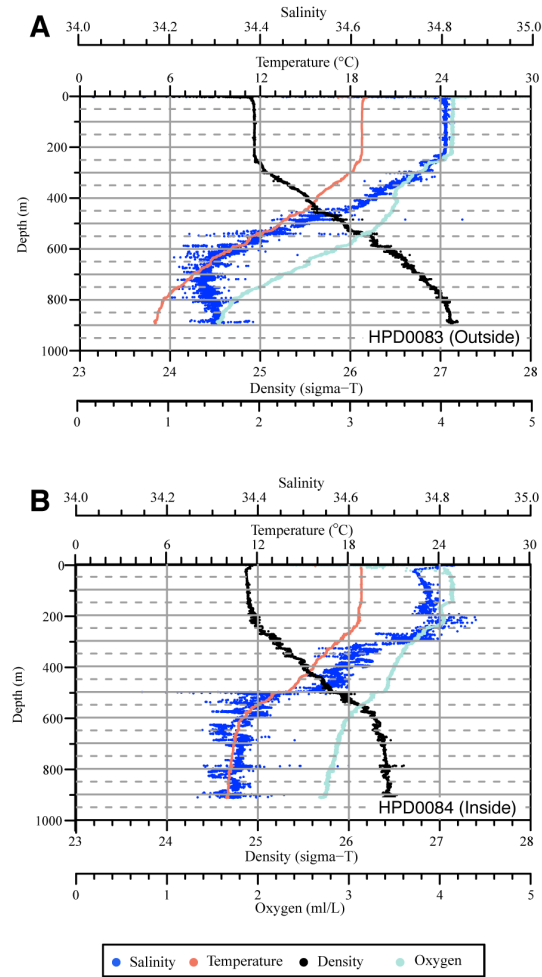 A
Salinity
34.0 34.2 34.4 34.6 34.8 35.0
Temperature (°C)
0 6 12 18 24 30
0
200
400
600
800
1000
Depth (m)
HPD0083 (Outside)
23 24 25 26 27 28
Density (sigma−T)
0 1 2 3 4 5
B
Salinity
34.0 34.2 34.4 34.6 34.8 35.0
Temperature (°C)
0 6 12 18 24 30
0
200
400
600
800
1000
Depth (m)
HPD0084 (Inside)
23 24 25 26 27 28
Density (sigma−T)
0 1 2 3 4 5
Oxygen (ml/L)
Salinity Temperature Density Oxygen